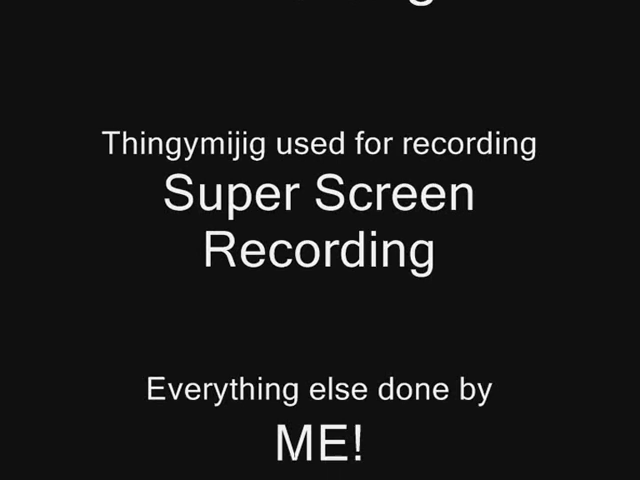 Thingymijig used for recording
Super Screen
Recording
Everything else done by
ME!